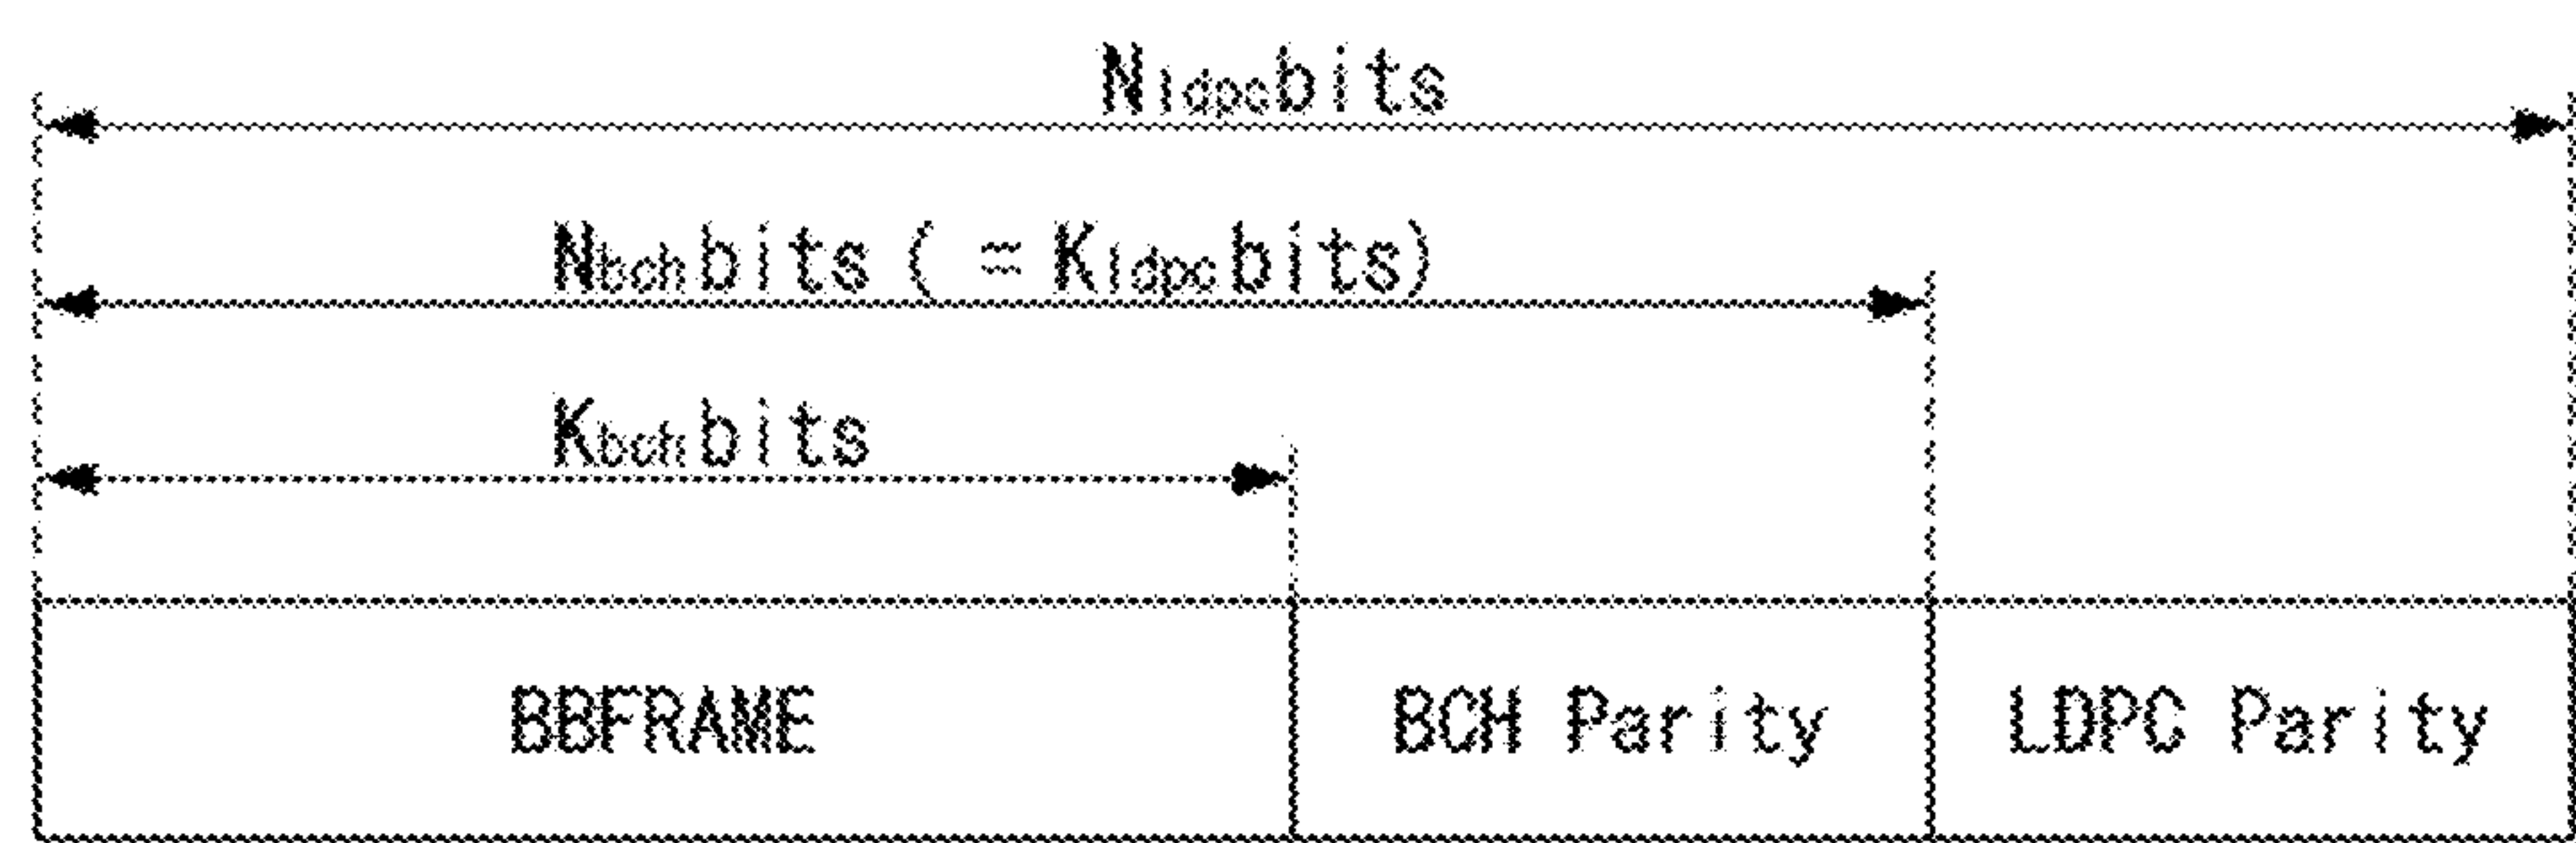 Nldpcbits
Nbchbits ( = Kldpcbits)
Kbchbits
BBFRAME BCH Parity LDPC Parity